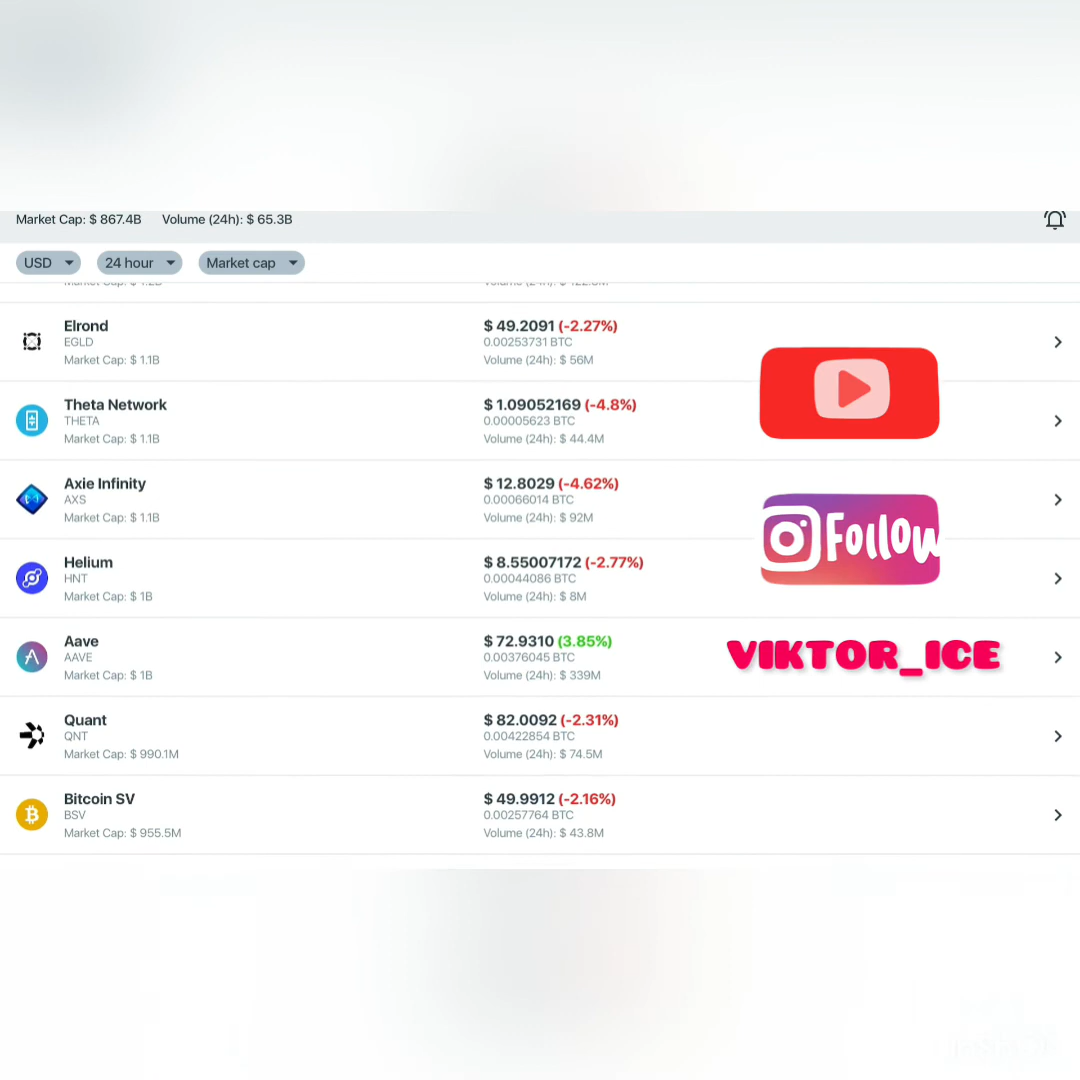 Market Cap: $ 867.4B Volume (24h): $ 65.3B
USD 24 hour Market cap
Elrond
$ 49.2091 (-2.27%)
EGLD
0.00253731 BTC
Market Cap: $ 1.1B
Volume (24h): $ 56M
Theta Network
$ 1.09052169 (-4.8%)
THETA
0.00005623 BTC
Market Cap: $ 1.1B
Volume (24h): $ 44.4M
Axie Infinity
$ 12.8029 (-4.62%)
AXS
0.00066014 BTC
Market Cap: $ 1.1B
Volume (24h): $ 92M
Follow
Helium
$ 8.55007172 (-2.77%)
HNT
0.00044086 BTC
Market Cap: $ 1B
Volume (24h): $ 8M
Aave
$ 72.9310 (3.85%)
AAVE
0.00376045 BTC
Market Cap: $ 1B
Volume (24h): $ 339M
VIKTOR_ICE
Quant
$ 82.0092 (-2.31%)
QNT
0.00422854 BTC
Market Cap: $ 990.1M
Volume (24h): $ 74.5M
Bitcoin SV
$ 49.9912 (-2.16%)
BSV
0.00257764 BTC
Market Cap: $ 955.5M
Volume (24h): $ 43.8M